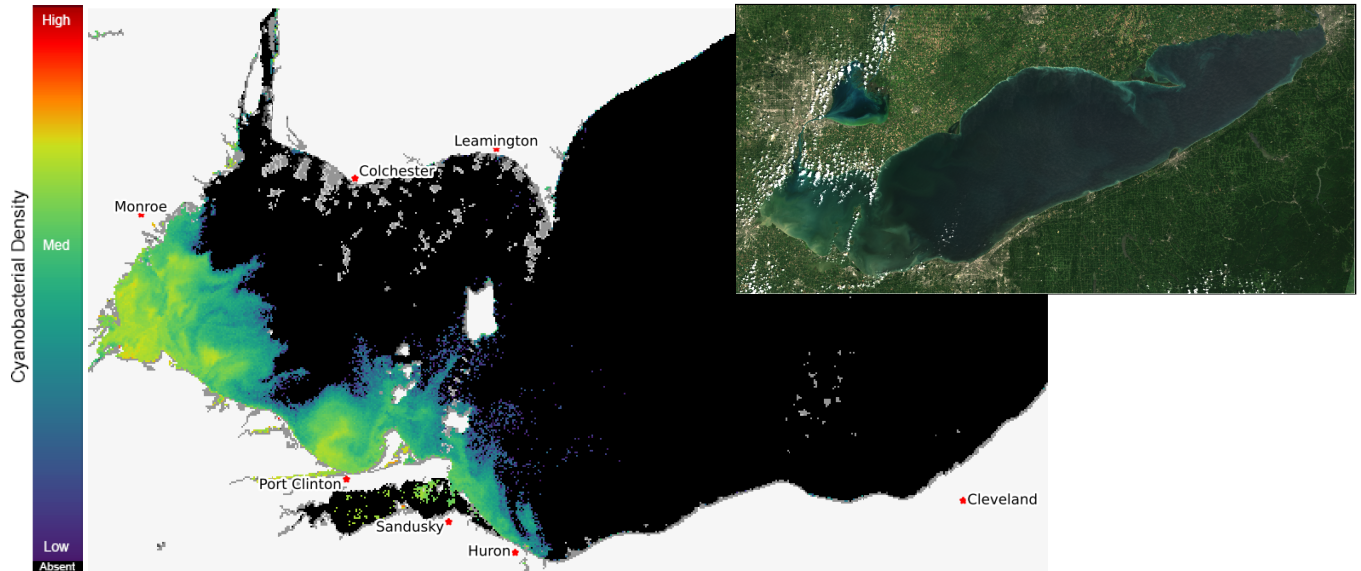 High
Med
Low
Absent
Cyanobacterial Density
Leamington
Colchester
Monroe
Port Clinton
Sandusky
Huron
Cleveland